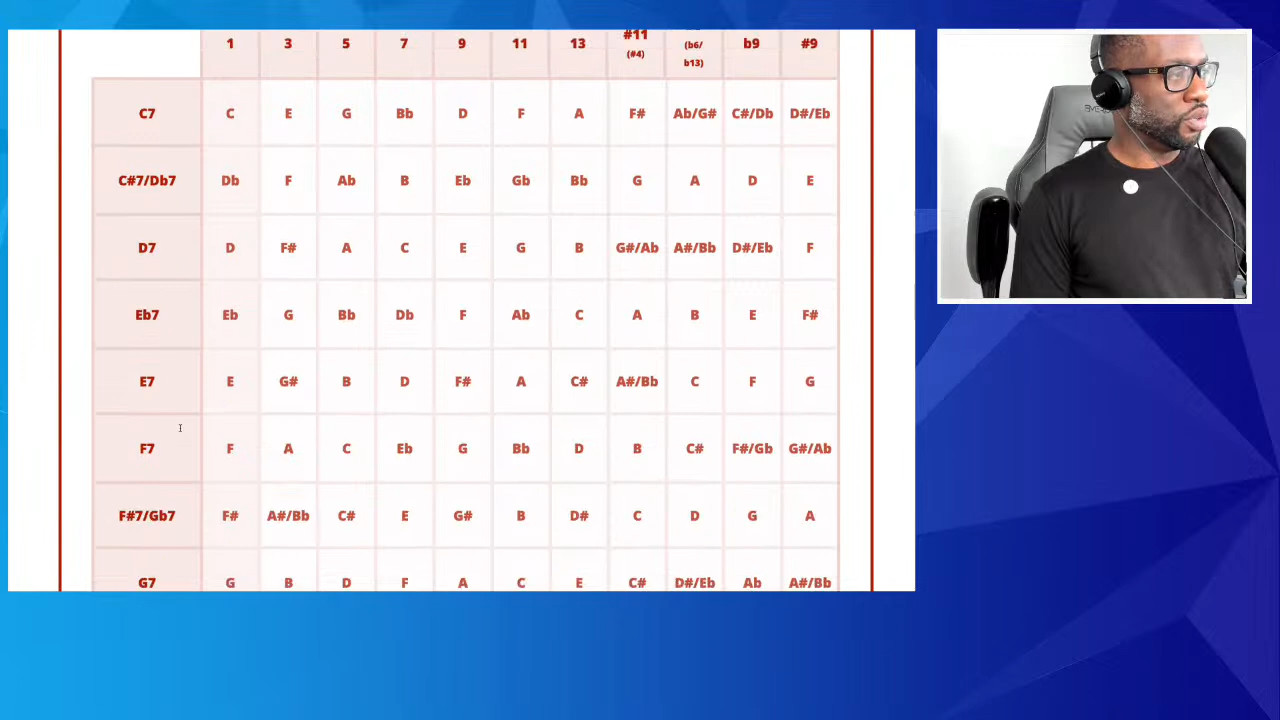 1 3 5 7 9 11 13 #11 (#4) (b6/ b13) b9 #9
C7 C E G Bb D F A F# Ab/G# C#/Db D#/Eb
C#7/Db7 Db F Ab B Eb Gb Bb G A D E
D7 D F# A C E G B G#/Ab A#/Bb D#/Eb F
Eb7 Eb G Bb Db F Ab C A B E F#
E7 E G# B D F# A C# A#/Bb C F G
F7 F A C Eb G Bb D B C# F#/Gb G#/Ab
F#7/Gb7 F# A#/Bb C# E G# B D# C D G A
G7 G B D F A C E C# D#/Eb Ab A#/Bb